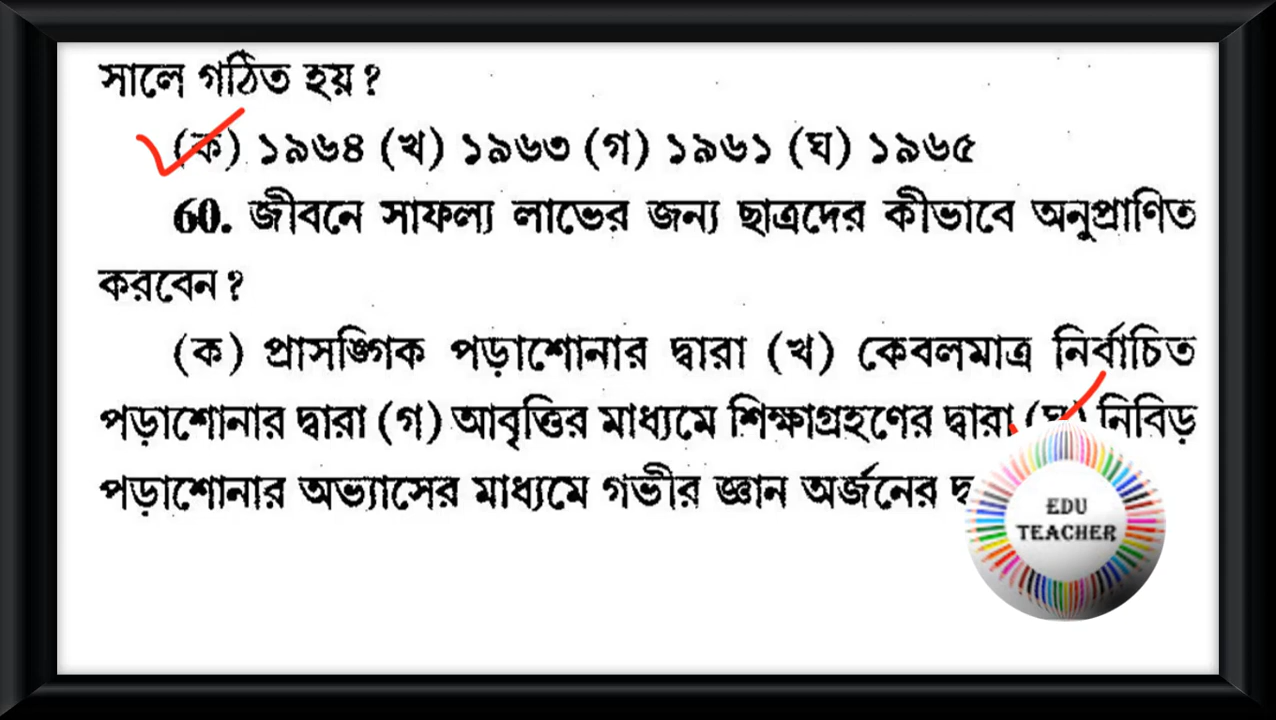 সালে গঠিত হয়?
(ক) ১৯৬৪ (খ) ১৯৬৩ (গ) ১৯৬১ (ঘ) ১৯৬৫
60. জীবনে সাফল্য লাভের জন্য ছাত্রদের কীভাবে অনুপ্রাণিত
করবেন?
(ক) প্রাসঙ্গিক পড়াশোনার দ্বারা (খ) কেবলমাত্র নির্বাচিত
পড়াশোনার দ্বারা (গ) আবৃত্তির মাধ্যমে শিক্ষাগ্রহণের দ্বারা (ঘ) নিবিড়
পড়াশোনার অভ্যাসের মাধ্যমে গভীর জ্ঞান অর্জনের
EDU
TEACHER